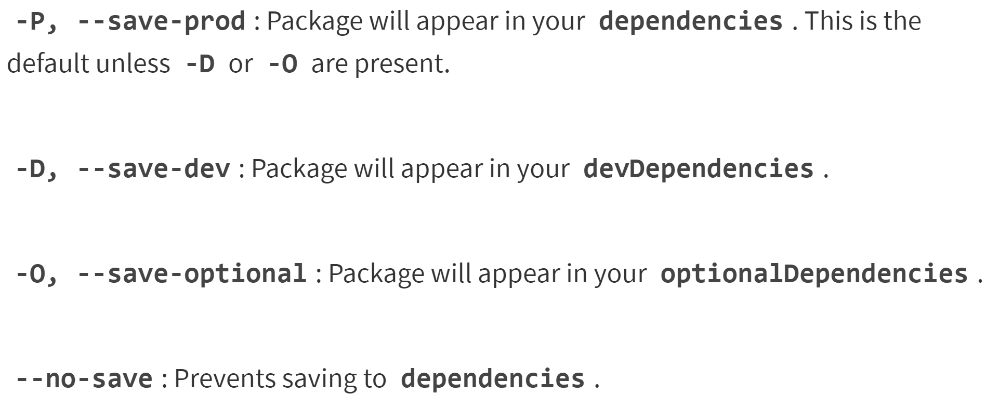 -P, --save-prod : Package will appear in your dependencies . This is the
default unless -D or -O are present.
-D, --save-dev : Package will appear in your devDependencies .
-O, --save-optional : Package will appear in your optionalDependencies .
--no-save : Prevents saving to dependencies .